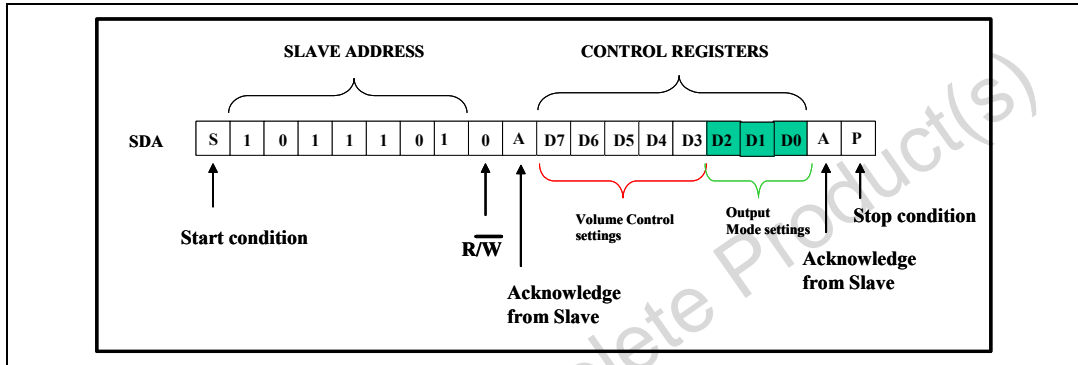 SLAVE ADDRESS CONTROL REGISTERS
SDA S 1 0 1 1 1 0 1 0 A D7 D6 D5 D4 D3 D2 D1 D0 A P
Start condition
R/W
Volume Control
settings
Output
Mode settings
Stop condition
Acknowledge
from Slave
Acknowledge
from Slave
lete Product(s)